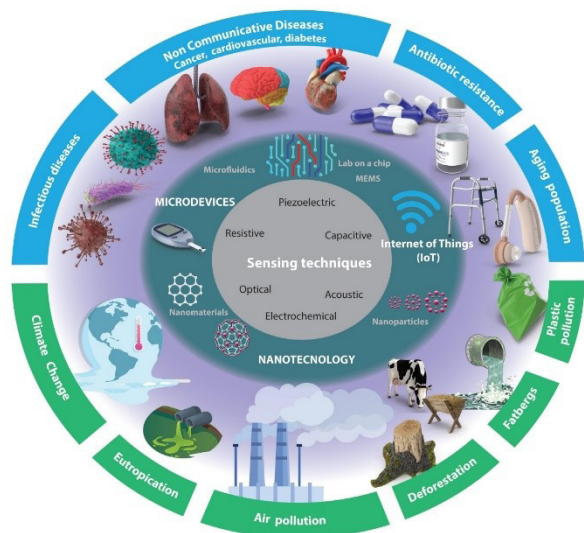 Non Communicative Diseases
Cancer, cardiovascular, diabetes
Antibiotic resistance
Infectious diseases
Aging population
Microfluidics
Lab on a chip
MEMS
MICRODEVICES
Piezoelectric
Resistive
Capacitive
Internet of Things
(IoT)
Sensing techniques
Optical
Acoustic
Electrochemical
Nanomaterials
Nanoparticles
NANOTECNOLOGY
Climate Change
Plastic
pollution
Eutropication
Fatbergs
Air pollution
Deforestation